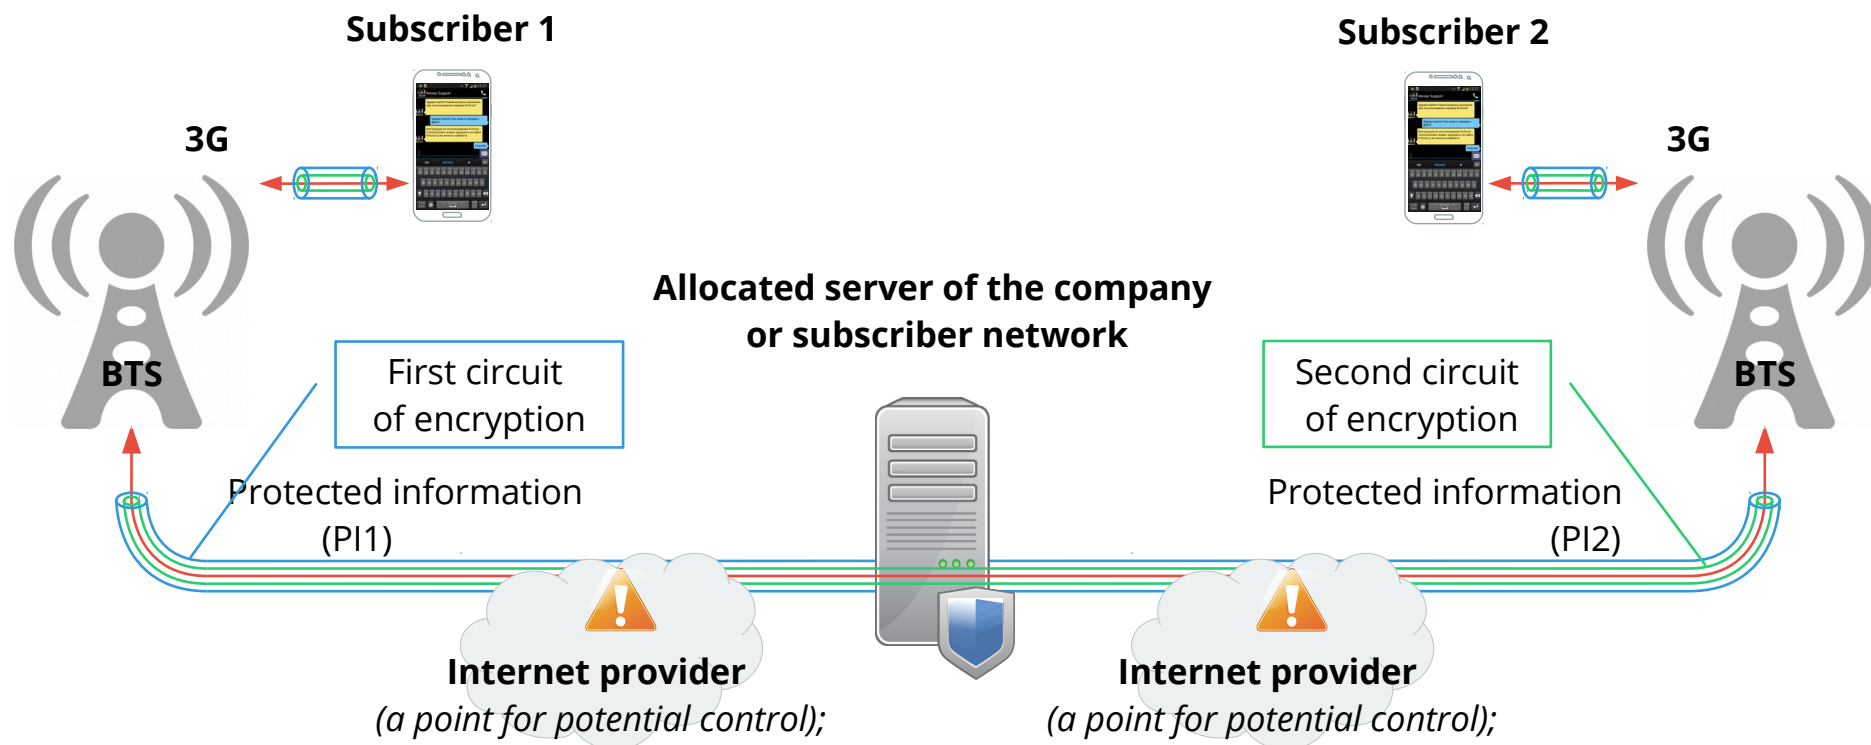 Subscriber 1
Subscriber 2
3G
3G
Allocated server of the company
or subscriber network
BTS
First circuit
of encryption
Second circuit
of encryption
BTS
Protected information
(PI1)
Protected information
(PI2)
Internet provider
(a point for potential control);
Internet provider
(a point for potential control);